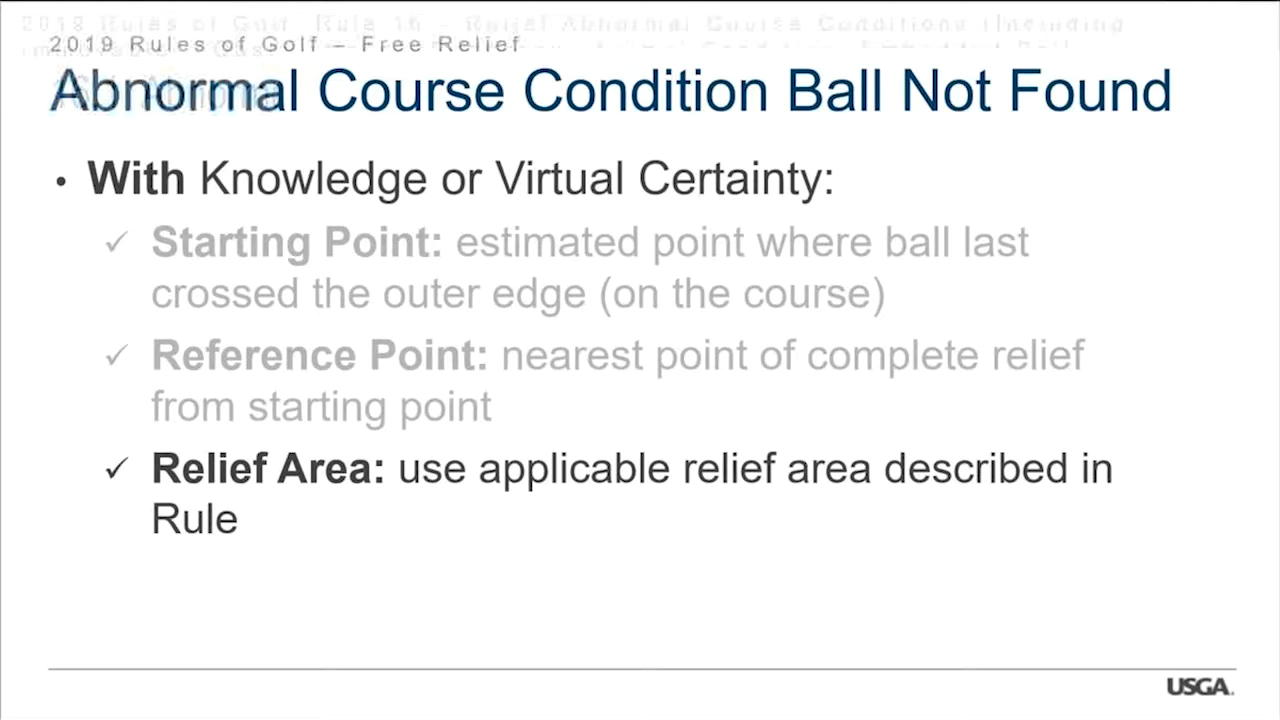 2019 Rules of Golf – Free Relief
Abnormal Course Condition Ball Not Found
• With Knowledge or Virtual Certainty:
✓ Starting Point: estimated point where ball last
crossed the outer edge (on the course)
✓ Reference Point: nearest point of complete relief
from starting point
✓ Relief Area: use applicable relief area described in
Rule
USGA.